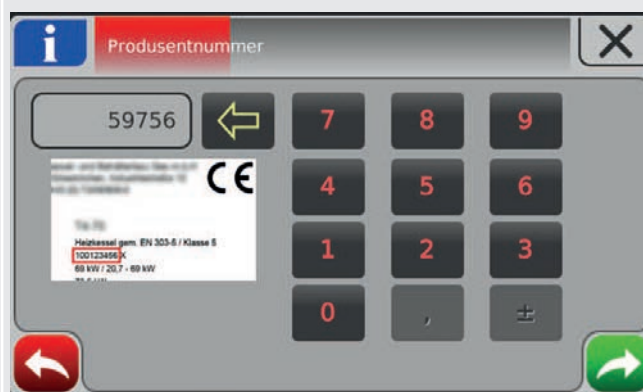 i
Produsentnummer
59756
7 8 9
4 5 6
1 2 3
0 , ±
CE
Heizkessel gem. EN 303-5 / Klasse 5
100123456 X
69 kW / 20,7 - 69 kW